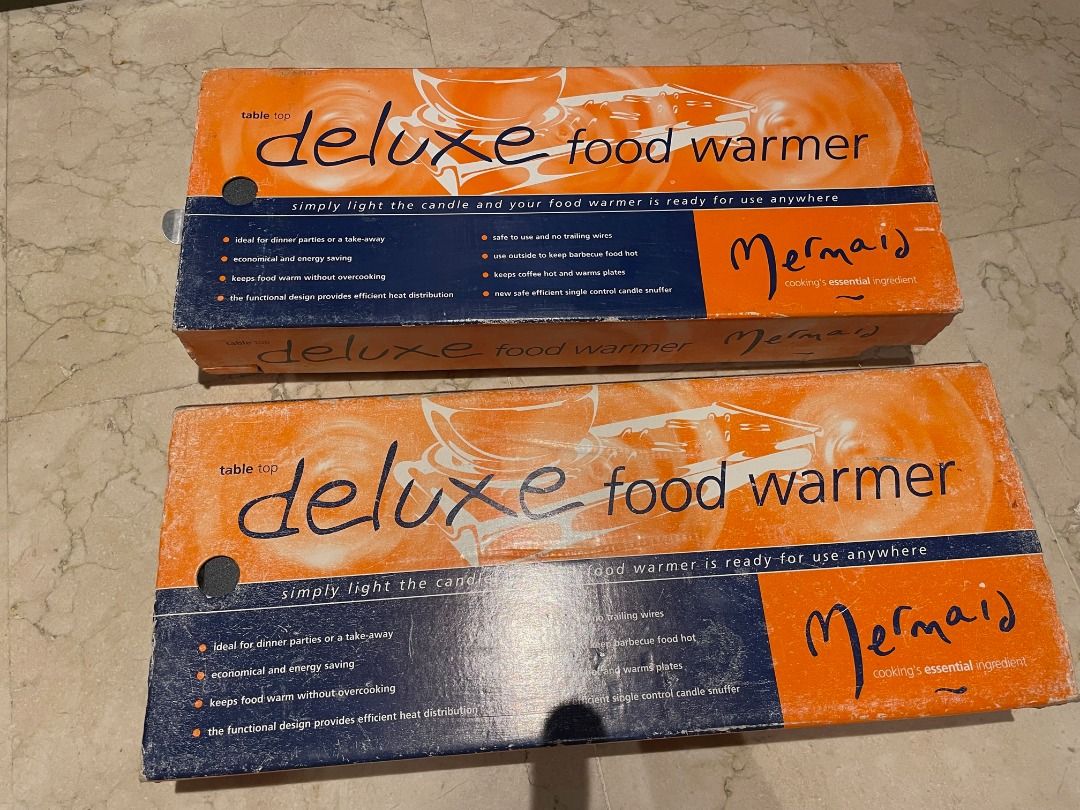 table top
deluxe food warmer
simply light the candle and your food warmer is ready for use anywhere
ideal for dinner parties or a take-away
economical and energy saving
keeps food warm without overcooking
the functional design provides efficient heat distribution
safe to use and no trailing wires
use outside to keep barbecue food hot
keeps coffee hot and warms plates
new safe efficient single control candle snuffer
Mermaid
cooking's essential ingredient
table top
deluxe food warmer
Mermaid
table top
deluxe food warmer
simply light the candle food warmer is ready for use anywhere
ideal for dinner parties or a take-away
economical and energy saving
keeps food warm without overcooking
the functional design provides efficient heat distribution
no trailing wires
keep barbecue food hot
hot and warms plates
single control candle snuffer
Mermaid
cooking's essential ingredient